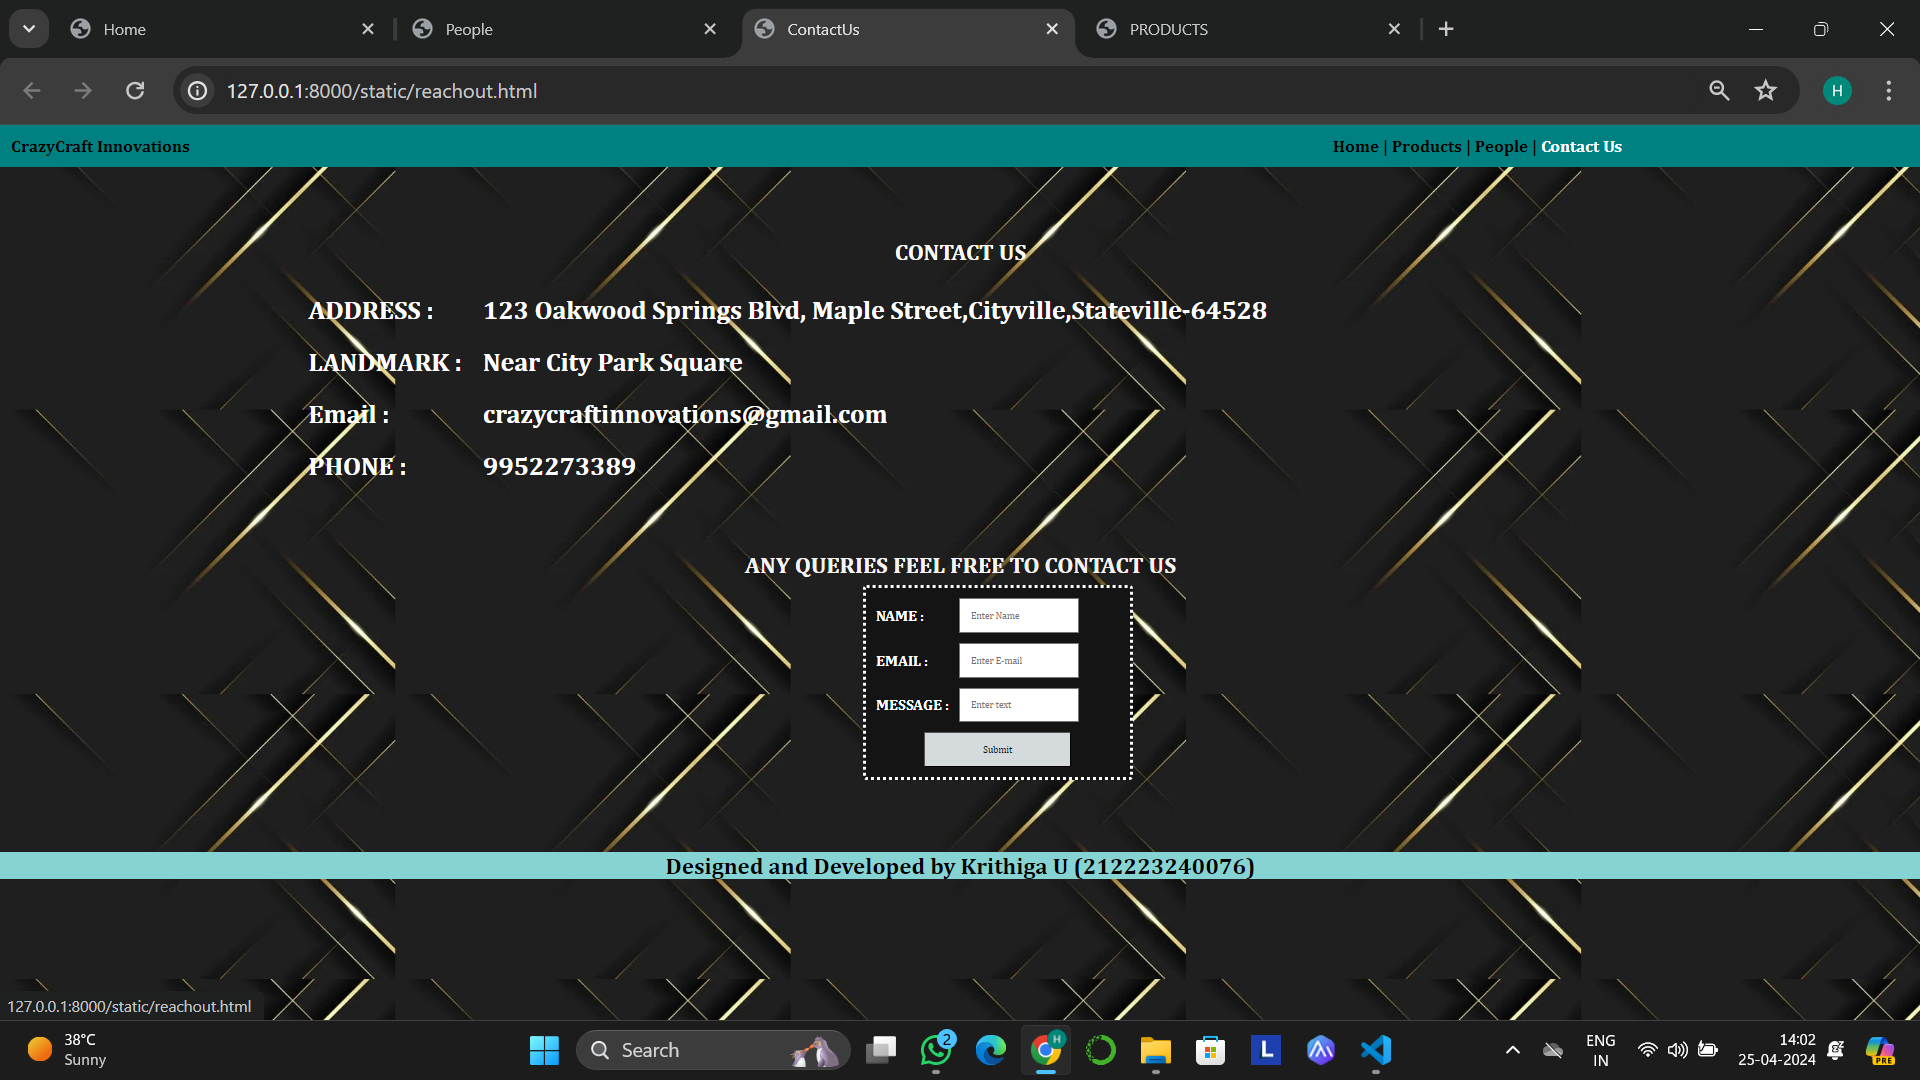 Home
People
ContactUs
PRODUCTS
127.0.0.1:8000/static/reachout.html
H
CrazyCraft Innovations
Home | Products | People | Contact Us
CONTACT US
ADDRESS : 123 Oakwood Springs Blvd, Maple Street,Cityville,Stateville-64528
LANDMARK : Near City Park Square
Email : crazycraftinnovations@gmail.com
PHONE : 9952273389
ANY QUERIES FEEL FREE TO CONTACT US
NAME : Enter Name
EMAIL : Enter E-mail
MESSAGE : Enter text
Submit
Designed and Developed by Krithiga U (212223240076)
127.0.0.1:8000/static/reachout.html
38°C
Sunny
Search
2
H
L
ENG
IN
14:02
25-04-2024
PRE